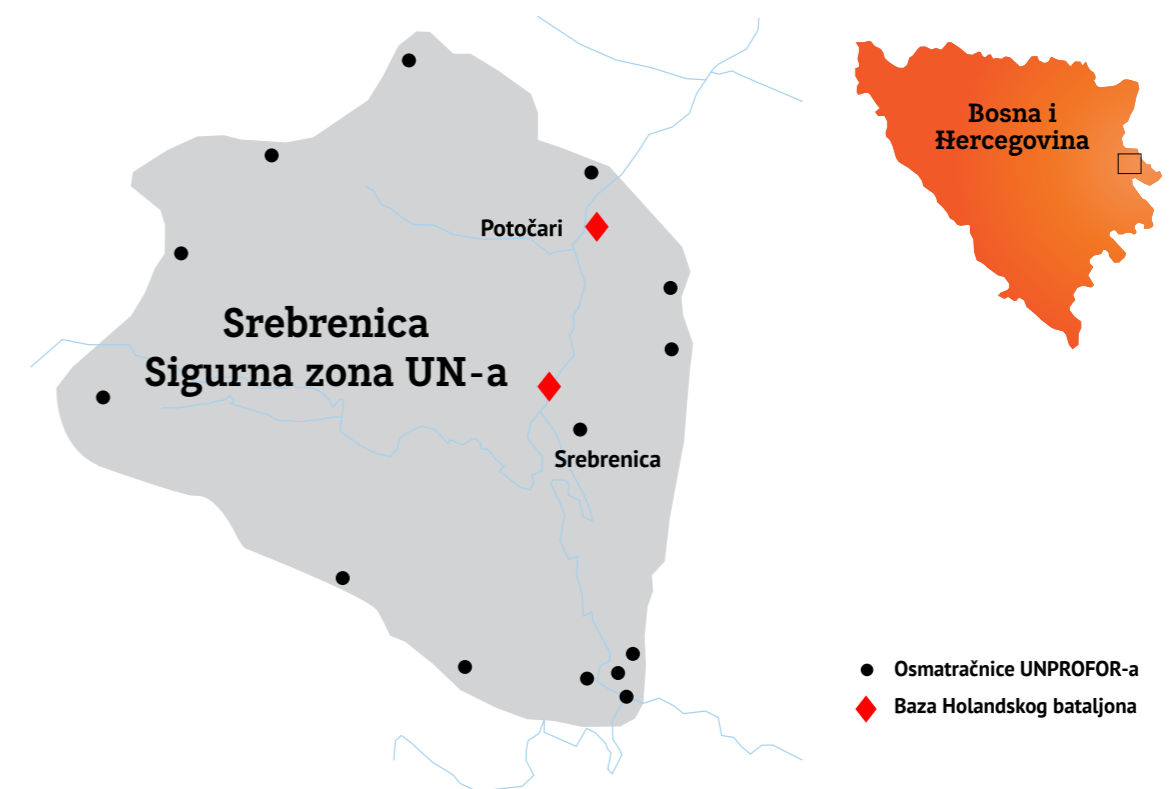 Bosna i
Hercegovina
Potočari
Srebrenica
Sigurna zona UN-a
Srebrenica
Osmatračnice UNPROFOR-a
Baza Holandskog bataljona